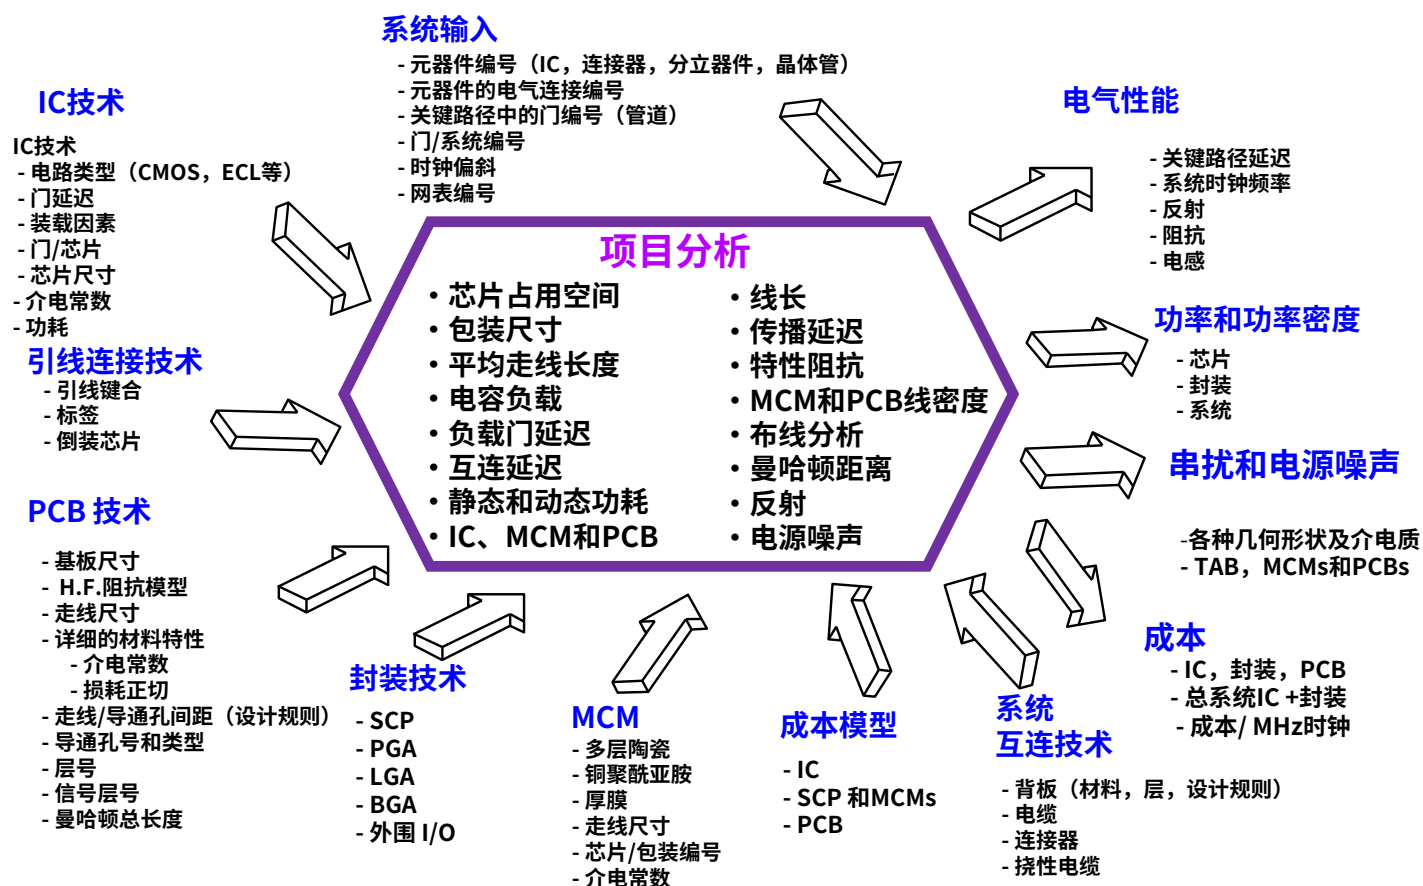 系统输入
- 元器件编号（IC，连接器，分立器件，晶体管）
- 元器件的电气连接编号
- 关键路径中的门编号（管道）
- 门/系统编号
- 时钟偏斜
- 网表编号
IC技术
IC技术
- 电路类型（CMOS，ECL等）
- 门延迟
- 装载因素
- 门/芯片
- 芯片尺寸
- 介电常数
- 功耗
引线连接技术
- 引线键合
- 标签
- 倒装芯片
PCB 技术
- 基板尺寸
- H.F.阻抗模型
- 走线尺寸
- 详细的材料特性
- 介电常数
- 损耗正切
- 走线/导通孔间距（设计规则）
- 导通孔号和类型
- 层号
- 信号层号
- 曼哈顿总长度
项目分析
• 芯片占用空间
• 包装尺寸
• 平均走线长度
• 电容负载
• 负载门延迟
• 互连延迟
• 静态和动态功耗
• IC、MCM和PCB
• 线长
• 传播延迟
• 特性阻抗
• MCM和PCB线密度
• 布线分析
• 曼哈顿距离
• 反射
• 电源噪声
电气性能
- 关键路径延迟
- 系统时钟频率
- 反射
- 阻抗
- 电感
功率和功率密度
- 芯片
- 封装
- 系统
串扰和电源噪声
-各种几何形状及介电质
- TAB，MCMs和PCBs
成本
- IC，封装，PCB
- 总系统IC +封装
- 成本/ MHz时钟
封装技术
- SCP
- PGA
- LGA
- BGA
- 外围 I/O
MCM
- 多层陶瓷
- 铜聚酰亚胺
- 厚膜
- 走线尺寸
- 芯片/包装编号
- 介电常数
成本模型
- IC
- SCP 和MCMs
- PCB
系统
互连技术
- 背板（材料，层，设计规则）
- 电缆
- 连接器
- 挠性电缆